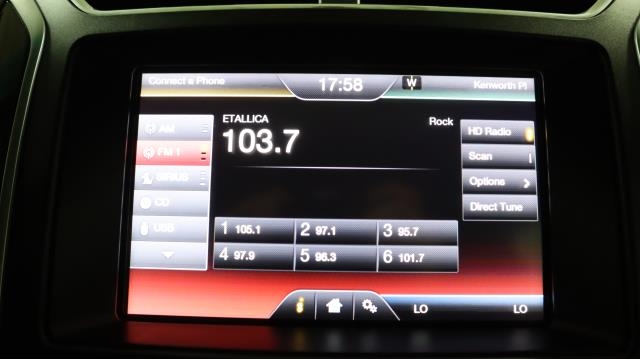 Connect a Phone
17:58
W
Kenworth Pl
AM
FM 1
SIRIUS
CD
USB
ETALLICA
Rock
103.7
HD Radio
Scan
Options
Direct Tune
1 105.1
2 97.1
3 95.7
4 97.9
5 96.3
6 101.7
LO
LO